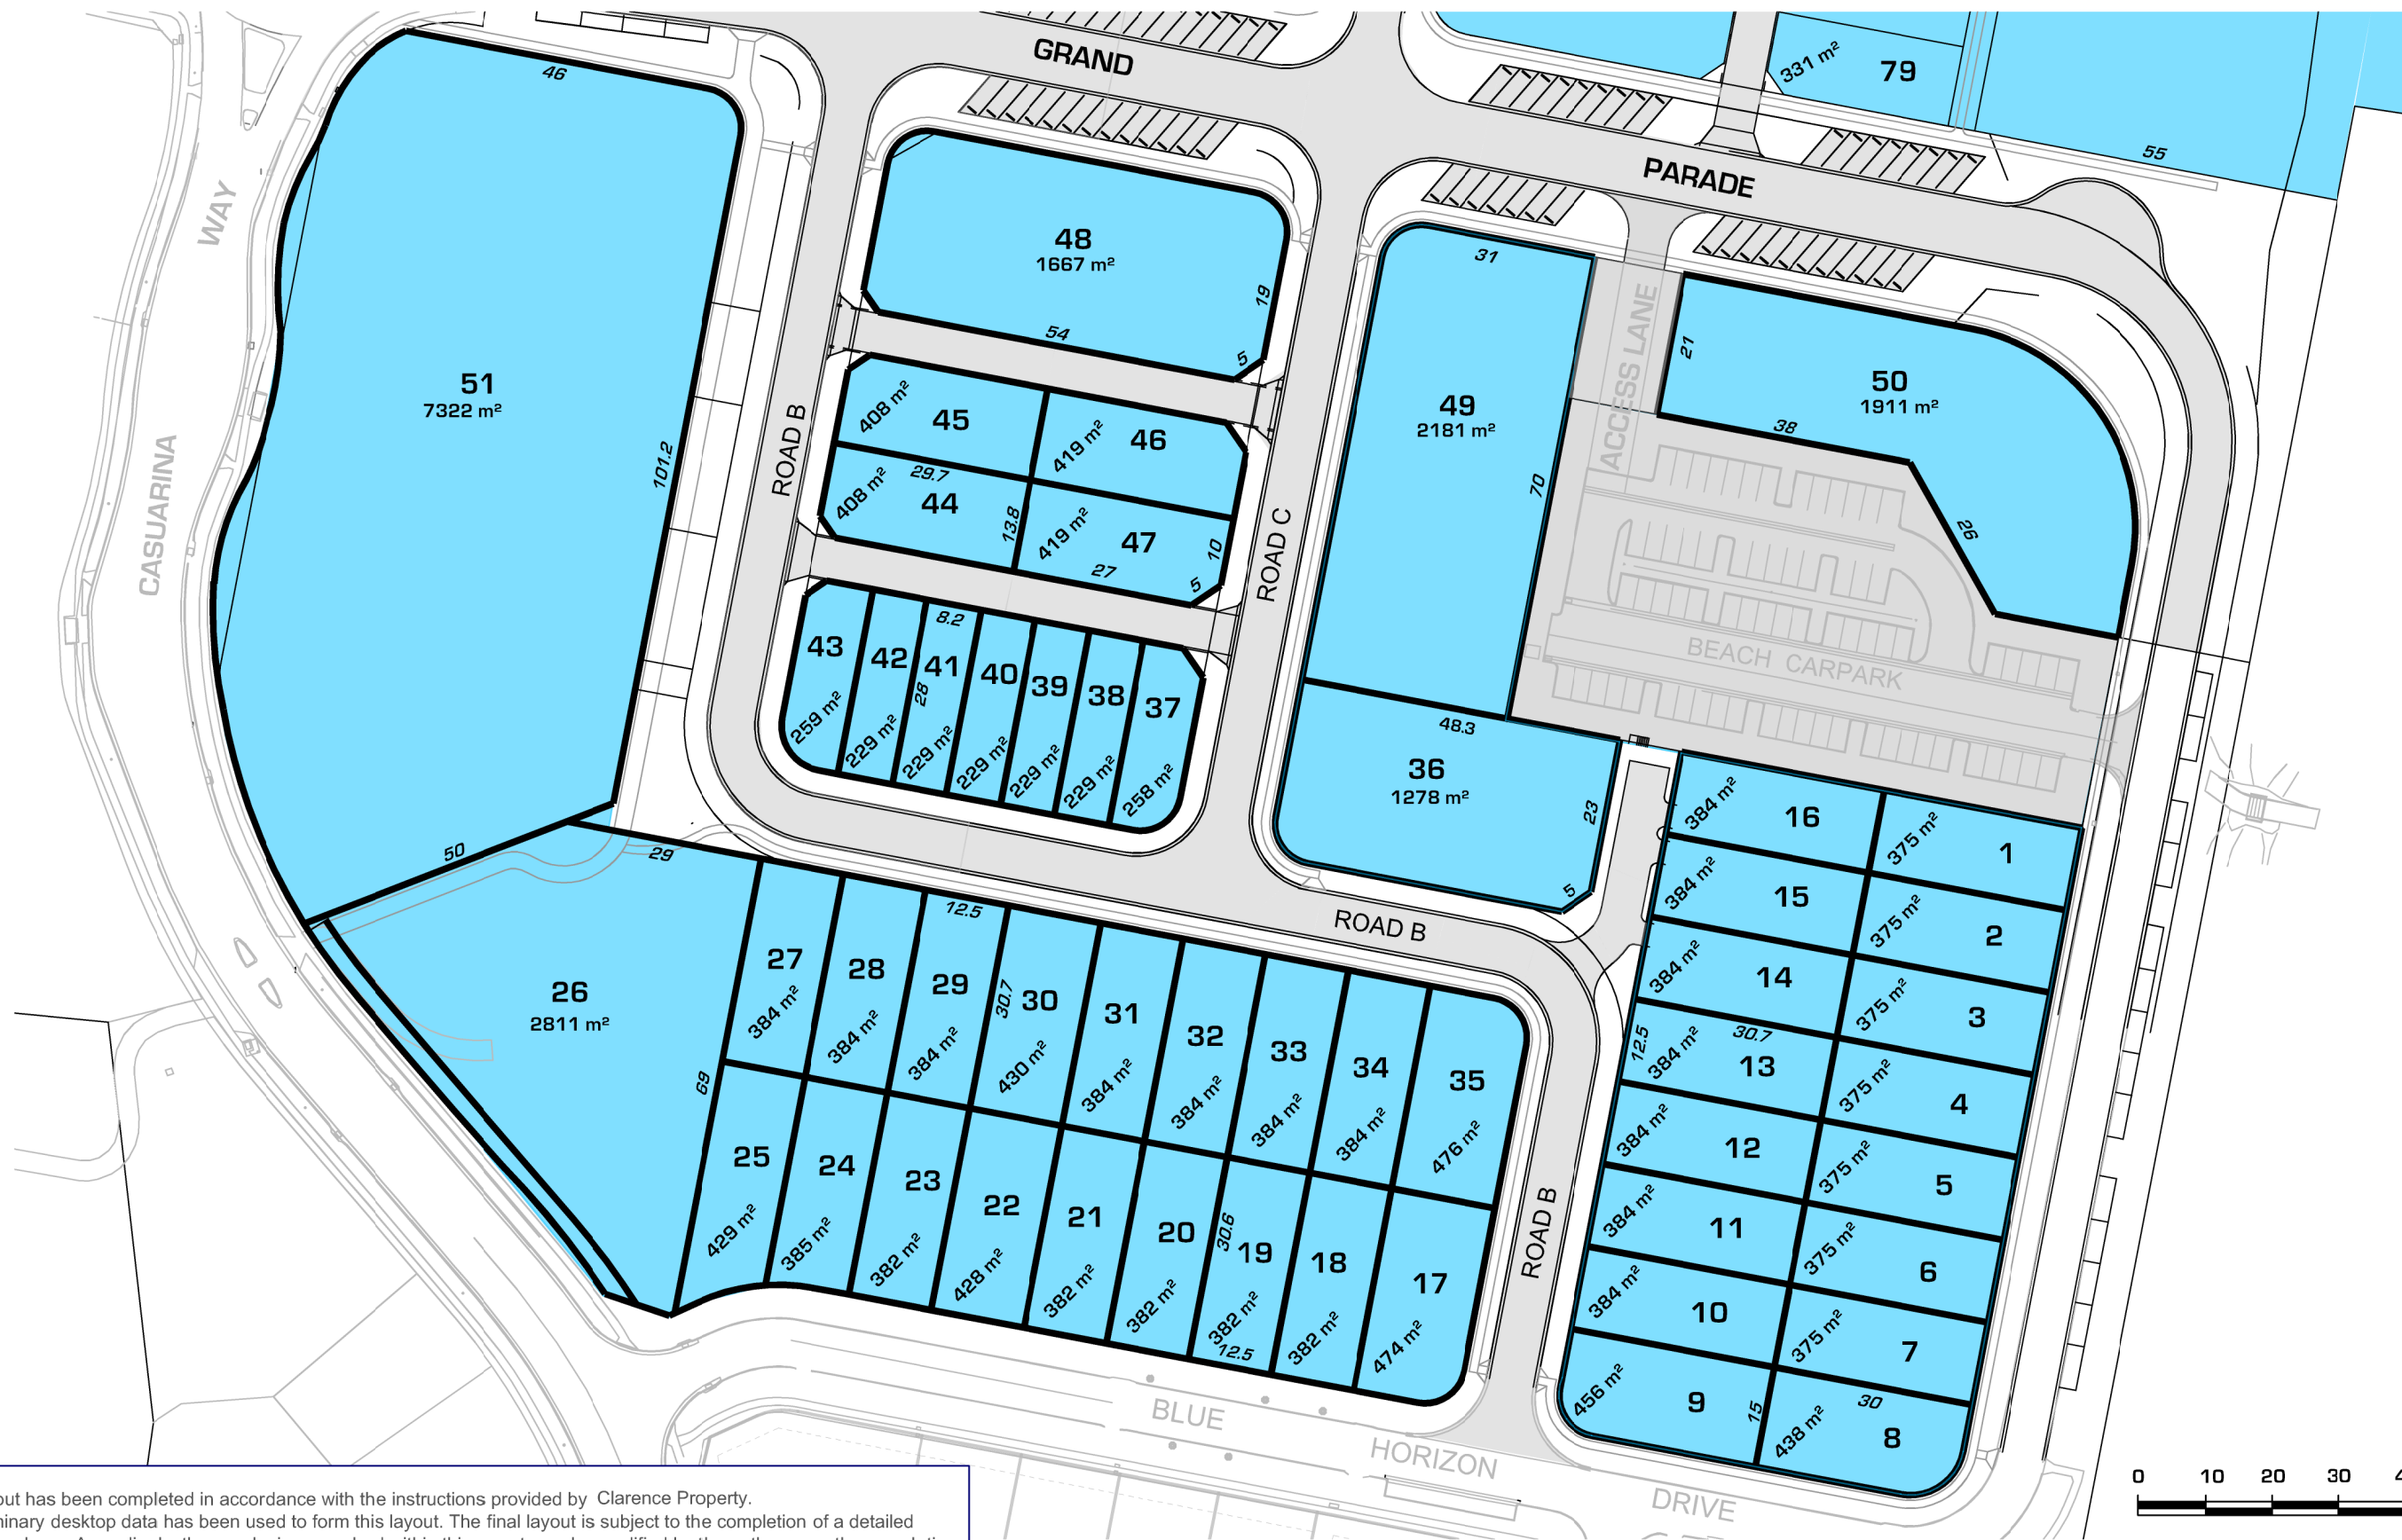 GRAND
PARADE
331 m²
79
55
46
WAY
CASUARINA
51
7322 m²
101.2
50
48
1667 m²
19
54
5
ROAD B
ROAD C
408 m²
45
419 m²
46
408 m²
29.7
44
13.8
419 m²
47
10
27
5
43
42
8.2
41
28
40
39
38
37
259 m²
229 m²
229 m²
229 m²
229 m²
229 m²
258 m²
31
49
2181 m²
70
ACCESS LANE
21
50
1911 m²
38
26
BEACH CARPARK
48.3
36
1278 m²
23
5
ROAD B
384 m²
16
375 m²
1
384 m²
15
375 m²
2
384 m²
14
375 m²
3
12.5
384 m²
30.7
13
375 m²
4
384 m²
12
375 m²
5
384 m²
11
375 m²
6
384 m²
10
375 m²
7
456 m²
9
15
438 m²
30
8
29
26
2811 m²
69
27
384 m²
28
384 m²
12.5
29
384 m²
30.7
30
430 m²
31
384 m²
32
384 m²
33
384 m²
34
384 m²
35
476 m²
25
429 m²
24
385 m²
23
382 m²
22
428 m²
21
382 m²
20
382 m²
30.6
19
382 m²
12.5
18
382 m²
17
474 m²
ROAD B
BLUE
HORIZON
DRIVE
0 10 20 30
out has been completed in accordance with the instructions provided by Clarence Property.
minary desktop data has been used to form this layout. The final layout is subject to the completion of a detailed